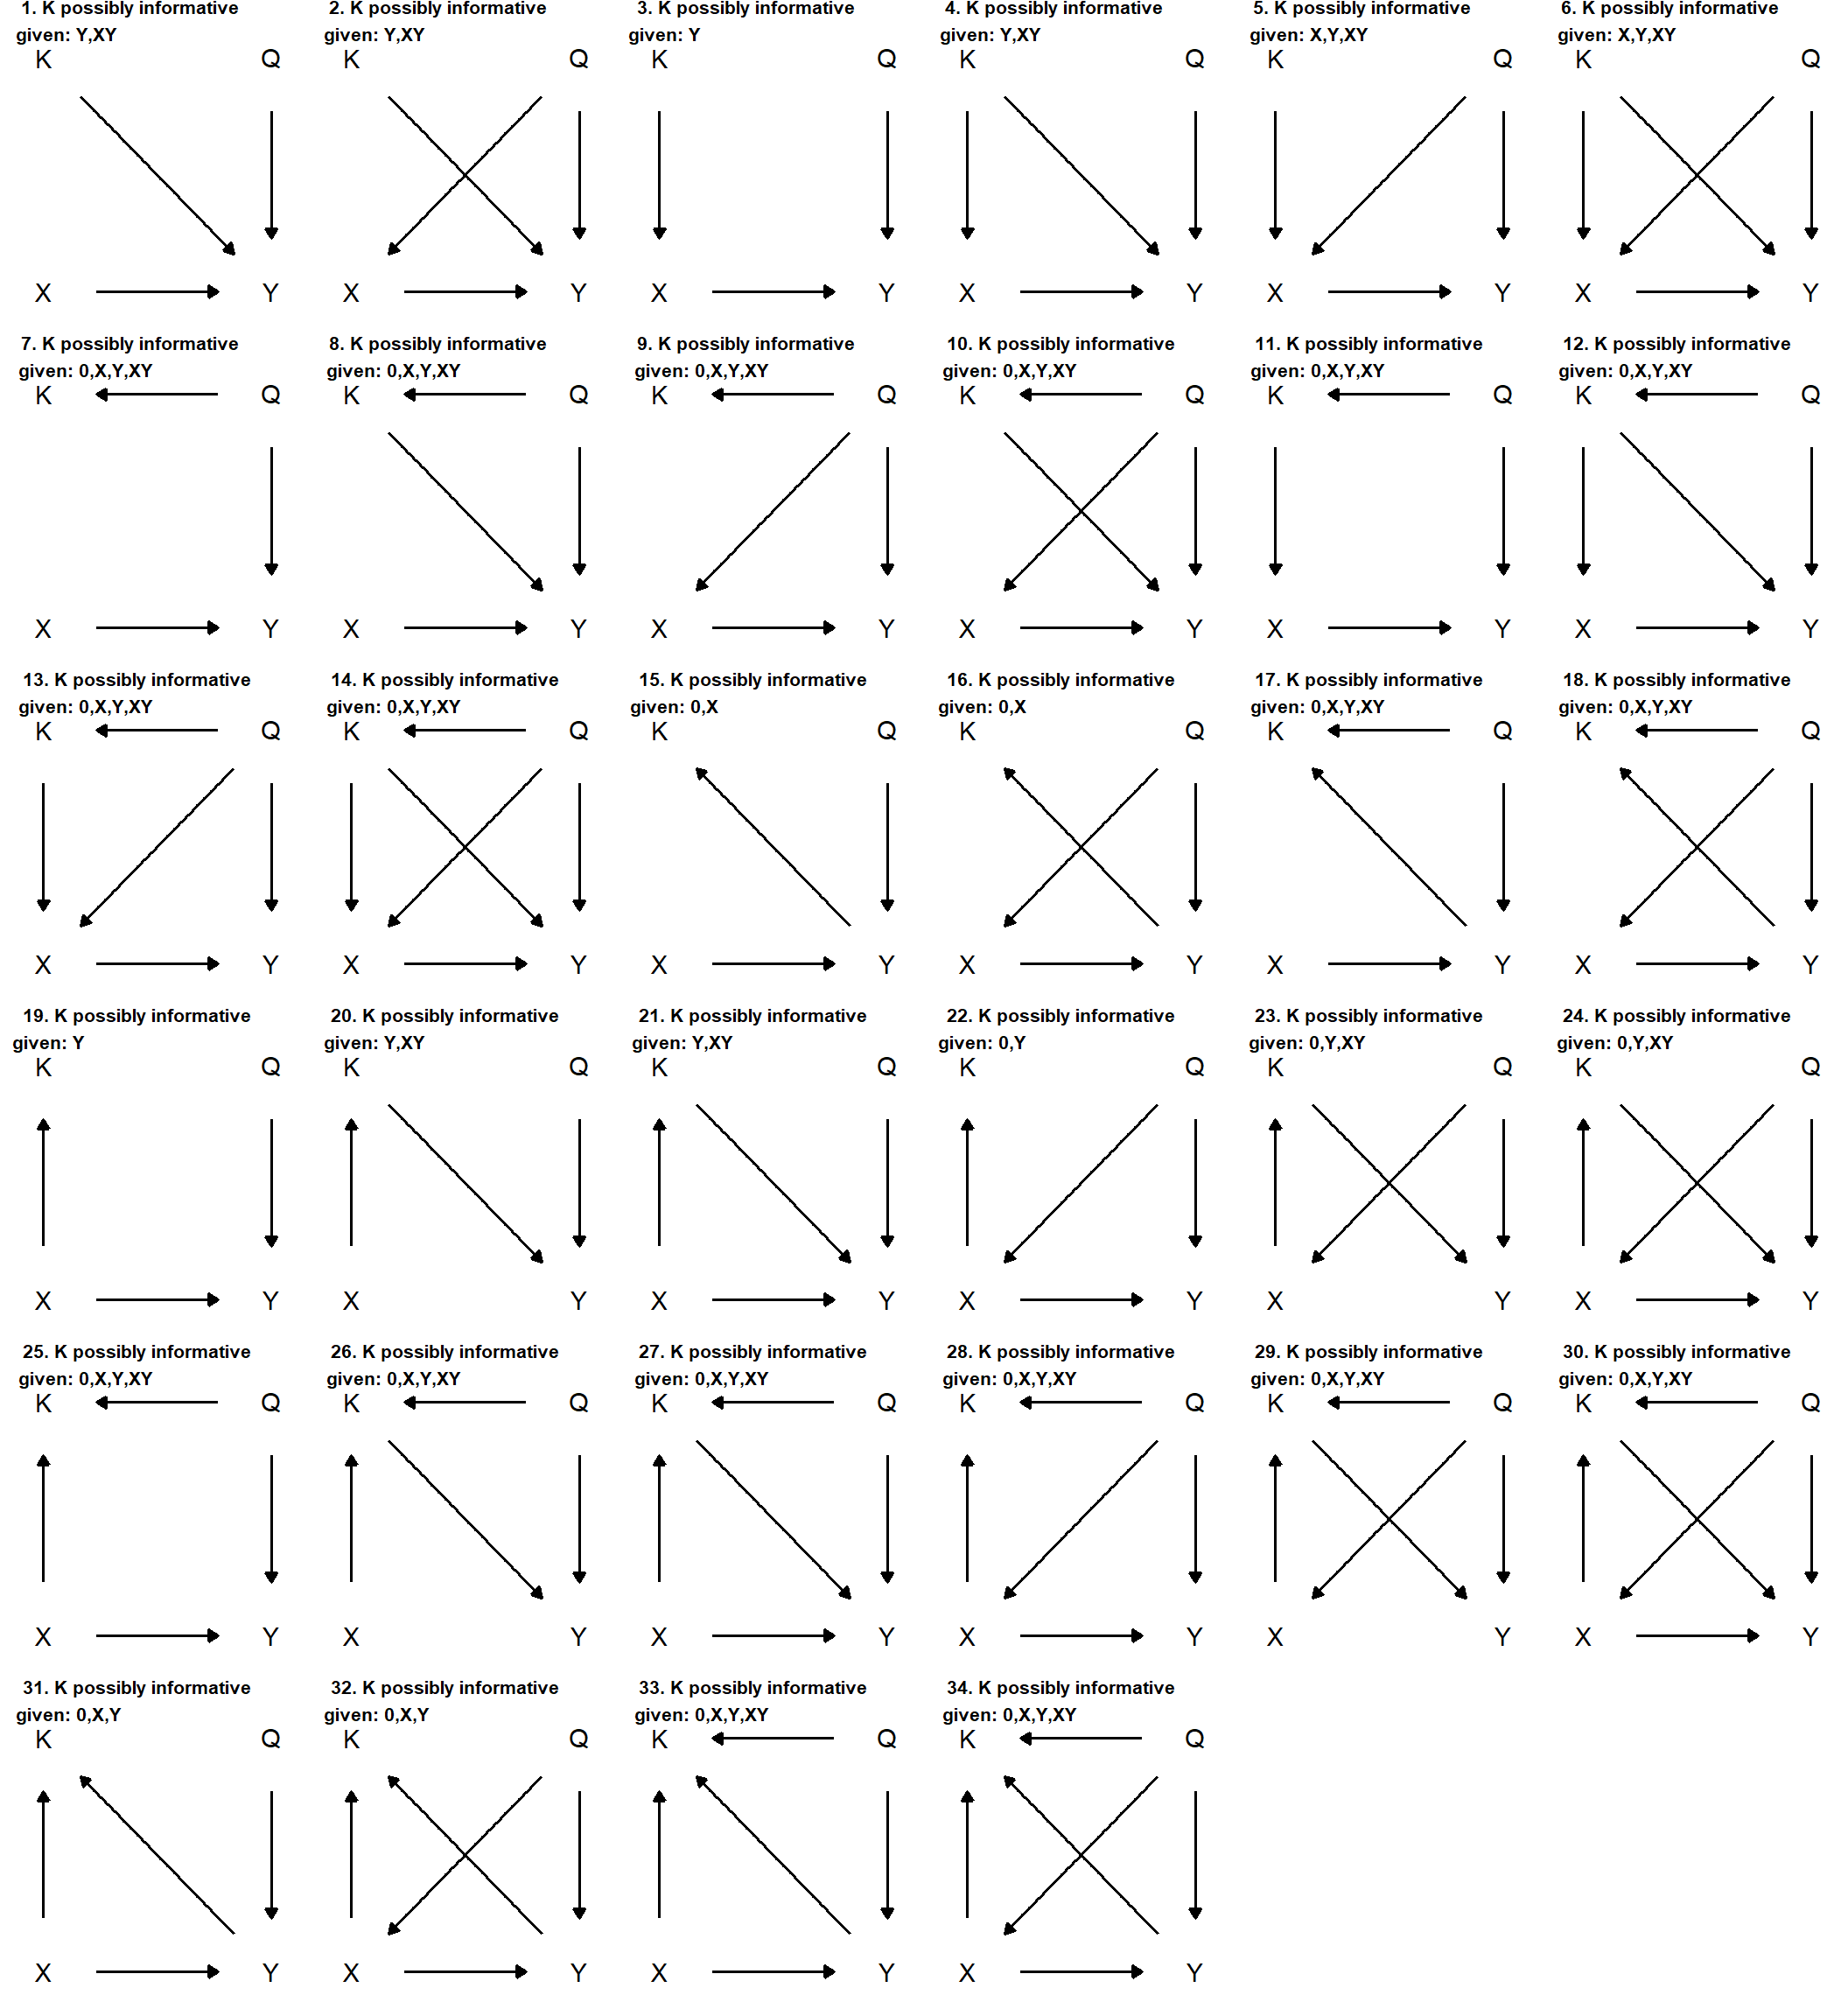 1. K possibly informative
given: Y,XY
K Q
X Y
2. K possibly informative
given: Y,XY
K Q
X Y
3. K possibly informative
given: Y
K Q
X Y
4. K possibly informative
given: Y,XY
K Q
X Y
5. K possibly informative
given: X,Y,XY
K Q
X Y
6. K possibly informative
given: X,Y,XY
K Q
X Y
7. K possibly informative
given: 0,X,Y,XY
K Q
X Y
8. K possibly informative
given: 0,X,Y,XY
K Q
X Y
9. K possibly informative
given: 0,X,Y,XY
K Q
X Y
10. K possibly informative
given: 0,X,Y,XY
K Q
X Y
11. K possibly informative
given: 0,X,Y,XY
K Q
X Y
12. K possibly informative
given: 0,X,Y,XY
K Q
X Y
13. K possibly informative
given: 0,X,Y,XY
K Q
X Y
14. K possibly informative
given: 0,X,Y,XY
K Q
X Y
15. K possibly informative
given: 0,X
K Q
X Y
16. K possibly informative
given: 0,X
K Q
X Y
17. K possibly informative
given: 0,X,Y,XY
K Q
X Y
18. K possibly informative
given: 0,X,Y,XY
K Q
X Y
19. K possibly informative
given: Y
K Q
X Y
20. K possibly informative
given: Y,XY
K Q
X Y
21. K possibly informative
given: Y,XY
K Q
X Y
22. K possibly informative
given: 0,Y
K Q
X Y
23. K possibly informative
given: 0,Y,XY
K Q
X Y
24. K possibly informative
given: 0,Y,XY
K Q
X Y
25. K possibly informative
given: 0,X,Y,XY
K Q
X Y
26. K possibly informative
given: 0,X,Y,XY
K Q
X Y
27. K possibly informative
given: 0,X,Y,XY
K Q
X Y
28. K possibly informative
given: 0,X,Y,XY
K Q
X Y
29. K possibly informative
given: 0,X,Y,XY
K Q
X Y
30. K possibly informative
given: 0,X,Y,XY
K Q
X Y
31. K possibly informative
given: 0,X,Y
K Q
X Y
32. K possibly informative
given: 0,X,Y
K Q
X Y
33. K possibly informative
given: 0,X,Y,XY
K Q
X Y
34. K possibly informative
given: 0,X,Y,XY
K Q
X Y